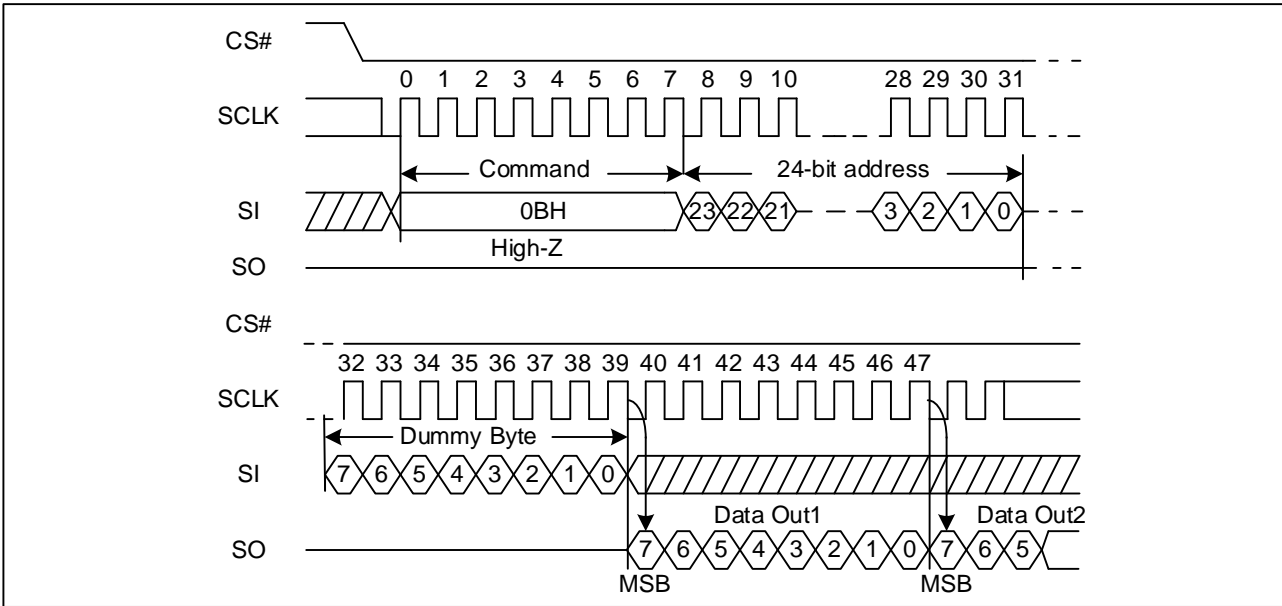 CS#
0 1 2 3 4 5 6 7 8 9 10 28 29 30 31
SCLK
Command 24-bit address
SI 0BH 23 22 21 3 2 1 0
High-Z
SO
CS#
32 33 34 35 36 37 38 39 40 41 42 43 44 45 46 47
SCLK
Dummy Byte
SI 7 6 5 4 3 2 1 0
Data Out1 Data Out2
SO 7 6 5 4 3 2 1 0 7 6 5
MSB MSB